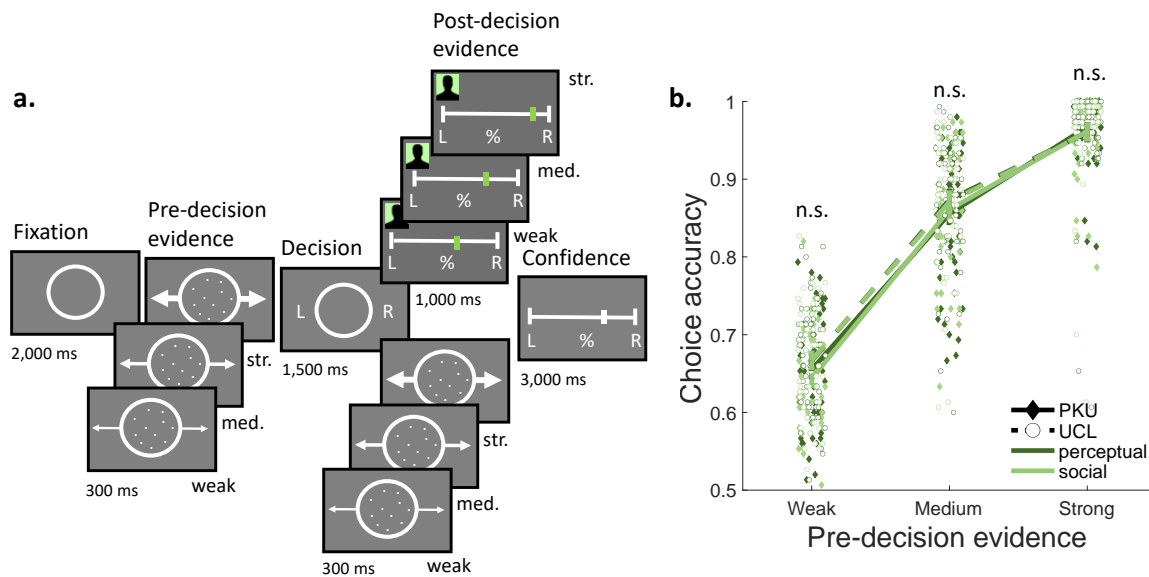 a.
Fixation
2,000 ms
Pre-decision
evidence
str.
med.
300 ms
weak
Decision
L R
1,500 ms
Post-decision
evidence
str.
L % R
med.
L % R
weak
L % R
1,000 ms
str.
med.
300 ms
weak
Confidence
L % R
3,000 ms
b.
n.s.
n.s.
n.s.
Choice accuracy
1
0.9
0.8
0.7
0.6
0.5
PKU
UCL
perceptual
social
Weak Medium Strong
Pre-decision evidence